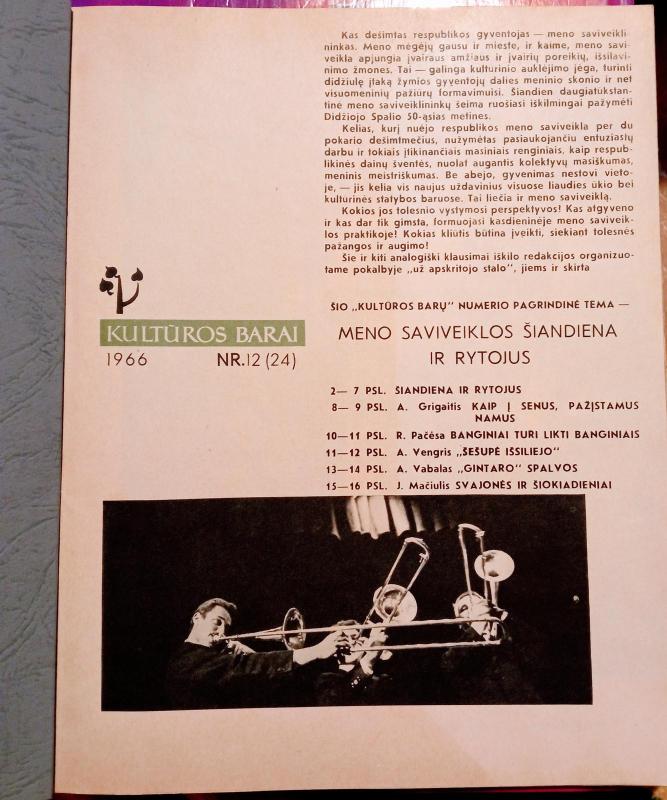 Kas dešimtas respublikos gyventojas — meno saviveikli-
ninkas. Meno mėgėjų gausu ir mieste, ir kaime, meno savi-
veikla apjungia įvairaus amžiaus ir įvairių poreikių, išsilavi-
nimo žmones. Tai — galinga kultūrinio auklėjimo jėga, turinti
didžiulę įtaką žymios gyventojų dalies meninio skonio ir net
visuomeninių pažiūrų formavimuisi. Šiandien daugiatūkstan-
tinė meno saviveiklininkų šeima ruošiasi iškilmingai pažymėti
Didžiojo Spalio 50-ąsias metines.
Kelias, kurį nuėjo respublikos meno saviveikla per du
pokario dešimtmečius, nužymėtas pasiaukojančiu entuziastų
darbu ir tokiais įtikinančiais masiniais renginiais, kaip respub-
likinės dainų šventės, nuolat augantis kolektyvų masiškumas,
meninis meistriškumas. Be abejo, gyvenimas nestovi vieto-
je, — jis kelia vis naujus uždavinius visuose liaudies ūkio bei
kultūrinės statybos baruose. Tai liečia ir meno saviveiklą.
Kokios jos tolesnio vystymosi perspektyvos? Kas atgyveno
ir kas dar tik gimsta, formuojasi kasdieninėje meno saviveik-
los praktikoje? Kokias kliūtis būtina įveikti, siekiant tolesnės
pažangos ir augimo?
Šie ir kiti analogiški klausimai iškilo redakcijos organizuo-
tame pokalbyje „už apskritojo stalo", jiems ir skirta
ŠIO „KULTŪROS BARŲ" NUMERIO PAGRINDINĖ TEMA —
MENO SAVIVEIKLOS ŠIANDIENA
IR RYTOJUS
KULTŪROS BARAI
1966 NR.12 (24)
2— 7 PSL. ŠIANDIENA IR RYTOJUS
8— 9 PSL. A. Grigaitis KAIP Į SENUS, PAŽĮSTAMUS
NAMUS
10—11 PSL. R. Pačėsa BANGINIAI TURI LIKTI BANGINIAIS
11—12 PSL. A. Vengris „ŠEŠUPĖ IŠSILIEJO"
13—14 PSL. A. Vabalas „GINTARO" SPALVOS
15—16 PSL. J. Mačiulis SVAJONĖS IR ŠIOKIADIENIAI